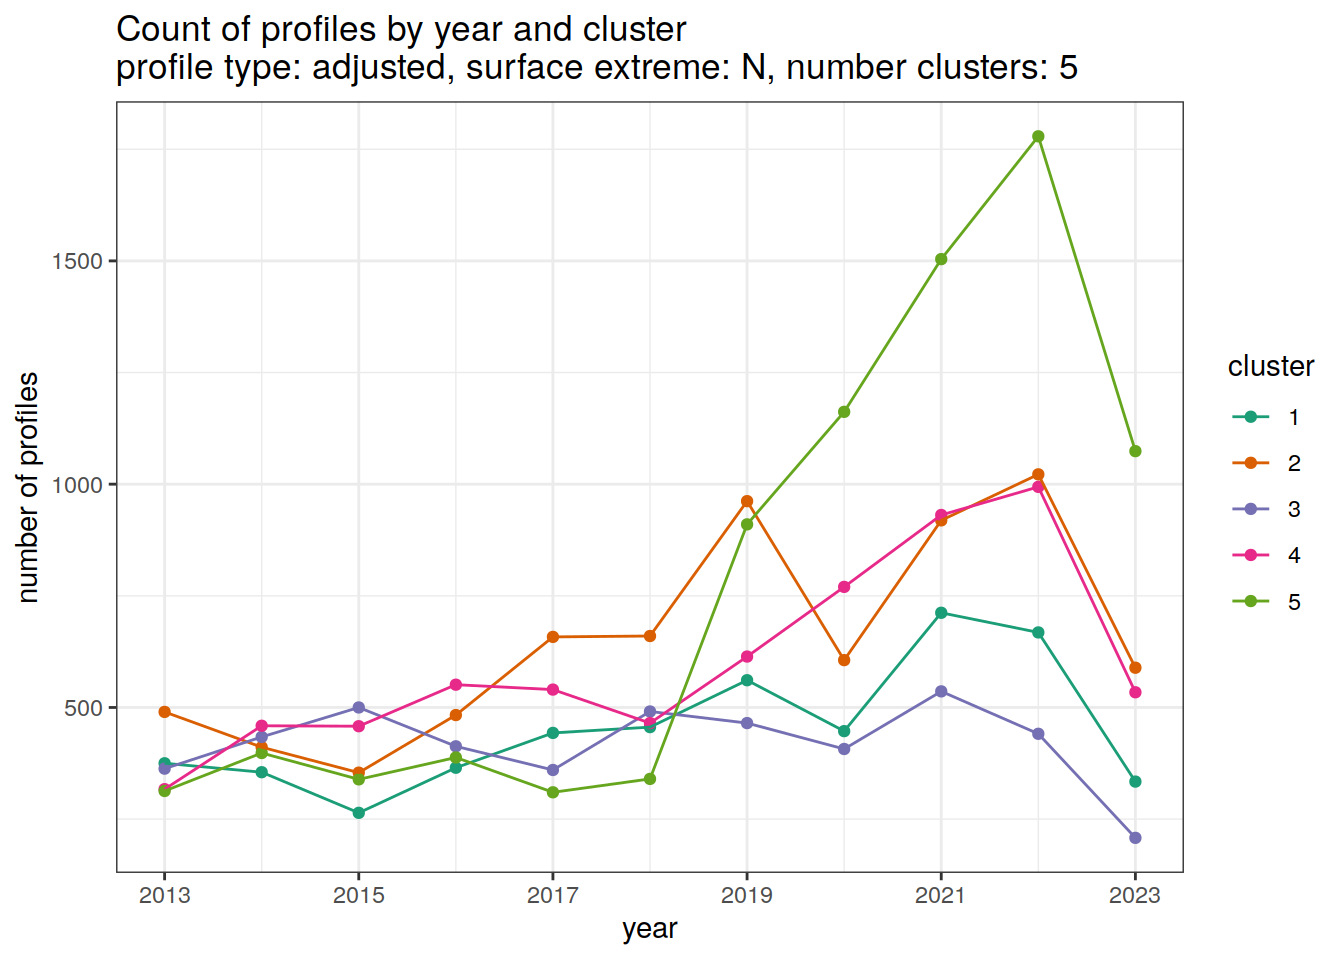 Count of profiles by year and cluster
profile type: adjusted, surface extreme: N, number clusters: 5
number of profiles
1500
1000
500
2013
2015
2017
2019
2021
2023
year
cluster
1
2
3
4
5